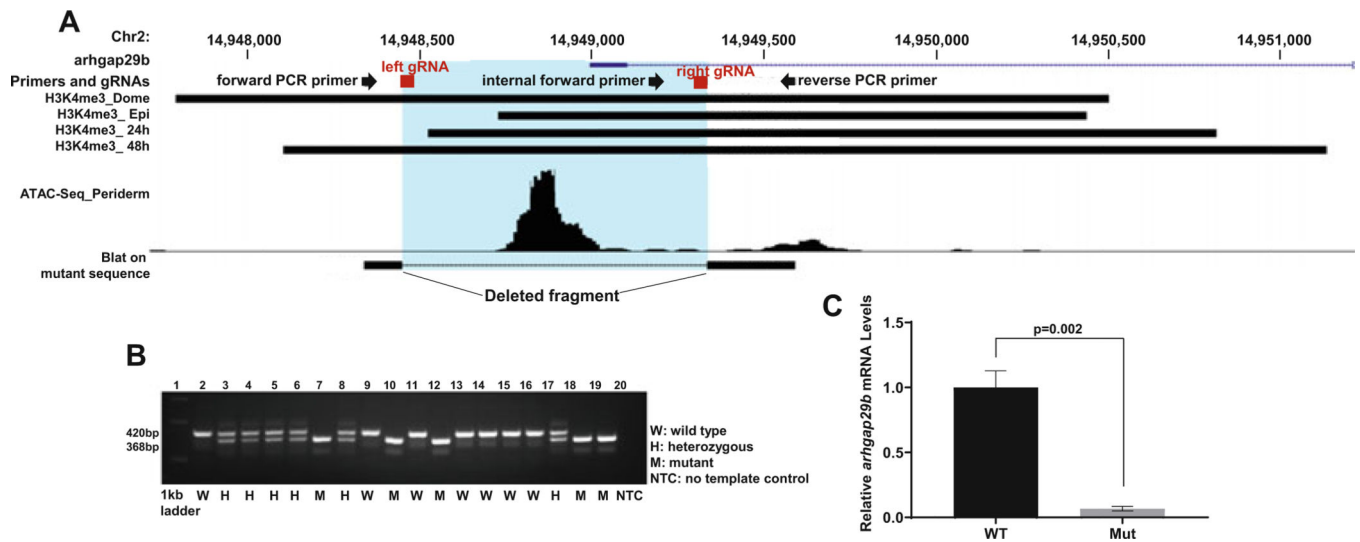 A
Chr2:
14,948,000
14,948,500
14,949,000
14,949,500
14,950,000
14,950,500
14,951,000
arhgap29b
left gRNA
right gRNA
Primers and gRNAs
forward PCR primer
internal forward primer
reverse PCR primer
H3K4me3_Dome
H3K4me3_ Epi
H3K4me3_ 24h
H3K4me3_ 48h
ATAC-Seq_Periderm
Blat on
mutant sequence
Deleted fragment
B
1 2 3 4 5 6 7 8 9 10 11 12 13 14 15 16 17 18 19 20
420bp
368bp
1kb
ladder
W H H H H M H W M W M W W W W H M M NTC
W: wild type
H: heterozygous
M: mutant
NTC: no template control
C
Relative arhgap29b mRNA Levels
1.5
1.0
0.5
0.0
p=0.002
WT
Mut